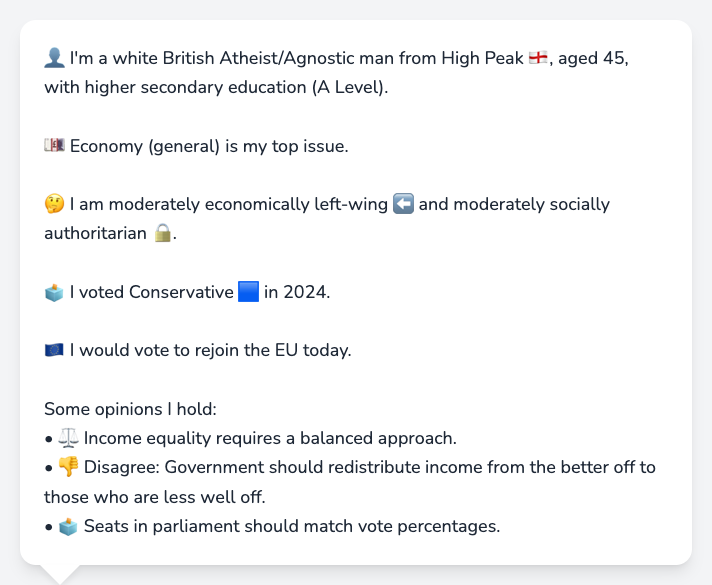 👤 I'm a white British Atheist/Agnostic man from High Peak 🏴󠁧󠁢󠁥󠁮󠁧󠁿, aged 45,
with higher secondary education (A Level).
💷 Economy (general) is my top issue.
🤔 I am moderately economically left-wing ⬅️ and moderately socially
authoritarian 🔒.
🗳️ I voted Conservative 🟦 in 2024.
🇪🇺 I would vote to rejoin the EU today.
Some opinions I hold:
• ⚖️ Income equality requires a balanced approach.
• 👎 Disagree: Government should redistribute income from the better off to
those who are less well off.
• 🗳️ Seats in parliament should match vote percentages.